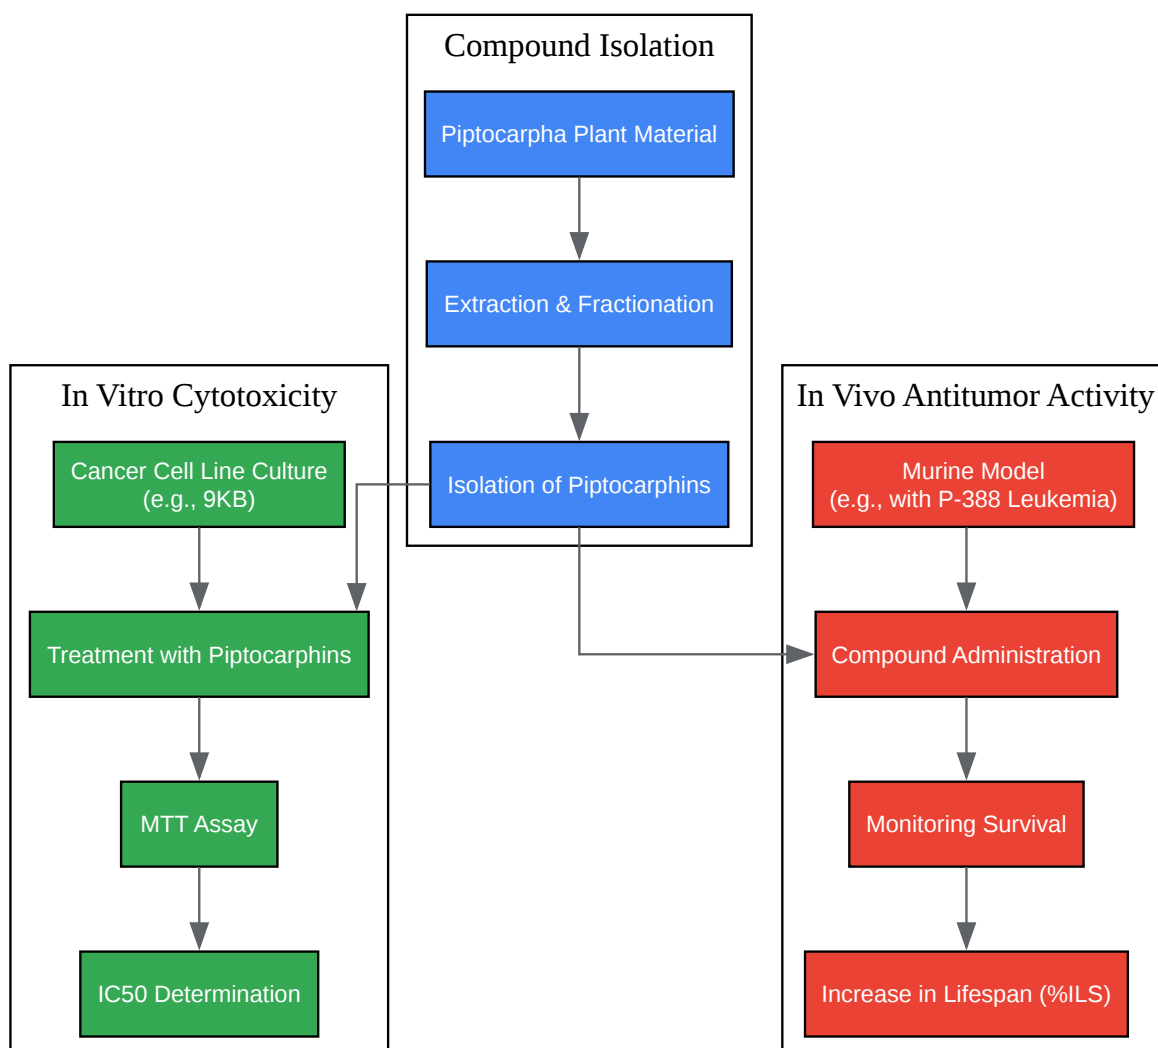 Compound Isolation
Piptocarpha Plant Material
Extraction & Fractionation
Isolation of Piptocarphins
In Vitro Cytotoxicity
Cancer Cell Line Culture
(e.g., 9KB)
Treatment with Piptocarphins
MTT Assay
IC50 Determination
In Vivo Antitumor Activity
Murine Model
(e.g., with P-388 Leukemia)
Compound Administration
Monitoring Survival
Increase in Lifespan (%ILS)